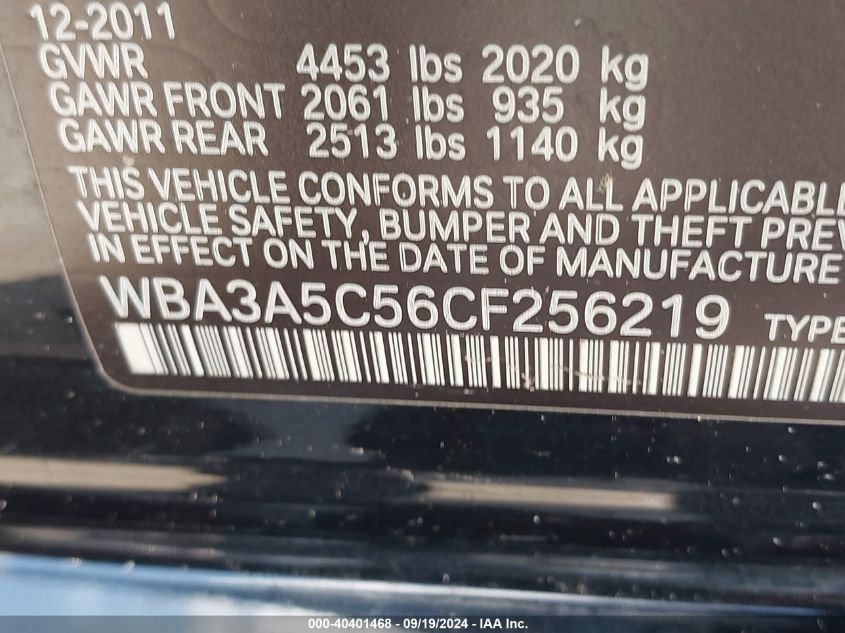 12-2011
GVWR 4453 lbs 2020 kg
GAWR FRONT 2061 lbs 935 kg
GAWR REAR 2513 lbs 1140 kg
THIS VEHICLE CONFORMS TO ALL APPLICABLE
VEHICLE SAFETY, BUMPER AND THEFT PREV
IN EFFECT ON THE DATE OF MANUFACTURE
WBA3A5C56CF256219 TYPE
000-40401468 - 09/19/2024 - IAA Inc.